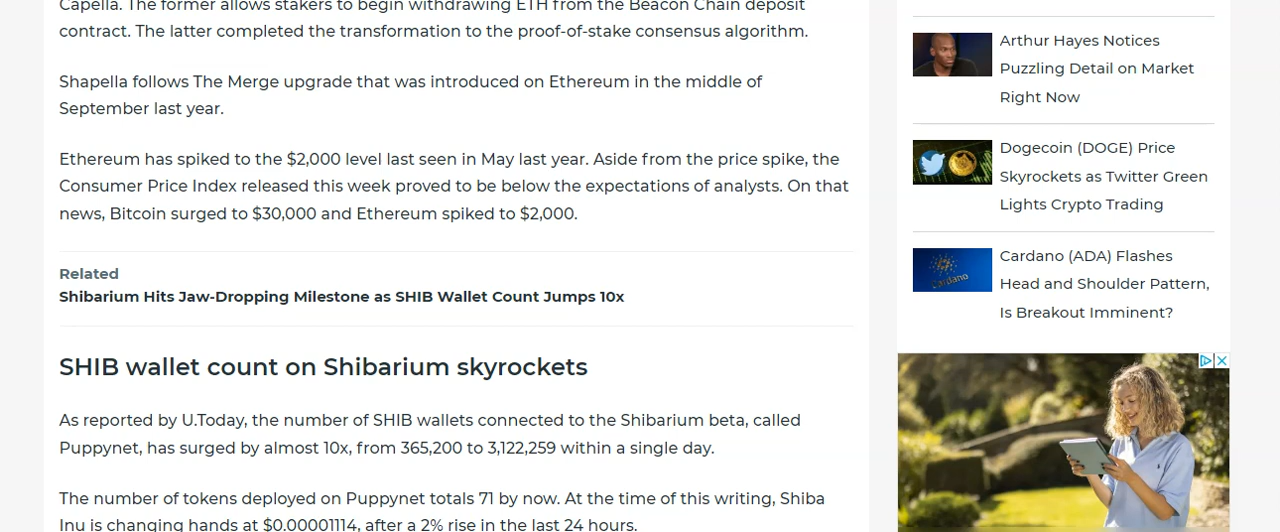 Capella. The former allows stakers to begin withdrawing ETH from the Beacon Chain deposit
contract. The latter completed the transformation to the proof-of-stake consensus algorithm.
Shapella follows The Merge upgrade that was introduced on Ethereum in the middle of
September last year.
Ethereum has spiked to the $2,000 level last seen in May last year. Aside from the price spike, the
Consumer Price Index released this week proved to be below the expectations of analysts. On that
news, Bitcoin surged to $30,000 and Ethereum spiked to $2,000.
Related
Shibarium Hits Jaw-Dropping Milestone as SHIB Wallet Count Jumps 10x
SHIB wallet count on Shibarium skyrockets
As reported by U.Today, the number of SHIB wallets connected to the Shibarium beta, called
Puppynet, has surged by almost 10x, from 365,200 to 3,122,259 within a single day.
The number of tokens deployed on Puppynet totals 71 by now. At the time of this writing, Shiba
Inu is changing hands at $0.00001114, after a 2% rise in the last 24 hours.
Arthur Hayes Notices
Puzzling Detail on Market
Right Now
Dogecoin (DOGE) Price
Skyrockets as Twitter Green
Lights Crypto Trading
Cardano (ADA) Flashes
Head and Shoulder Pattern,
Is Breakout Imminent?
Cardano